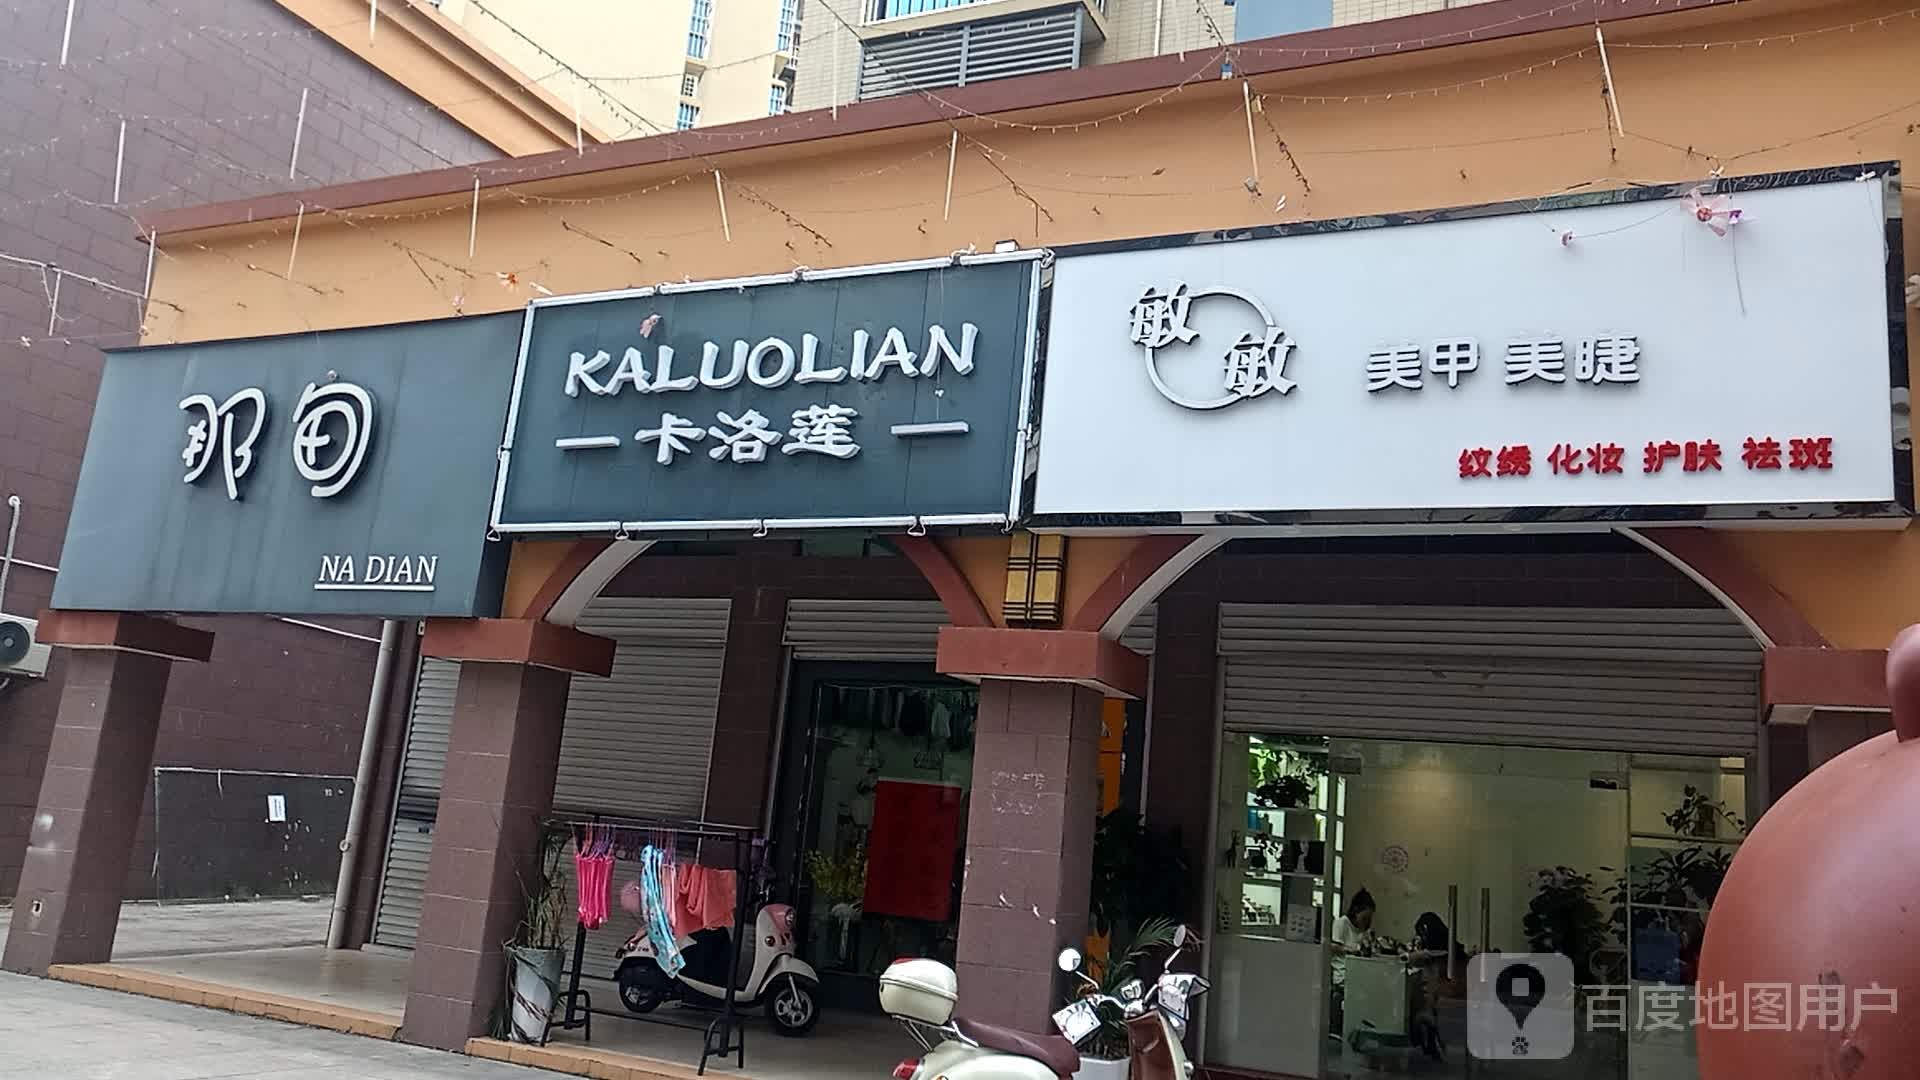 那甸
NA DIAN
KALUOLIAN
卡洛莲
敏敏
美甲 美睫
纹绣 化妆 护肤 祛斑
百度地图用户